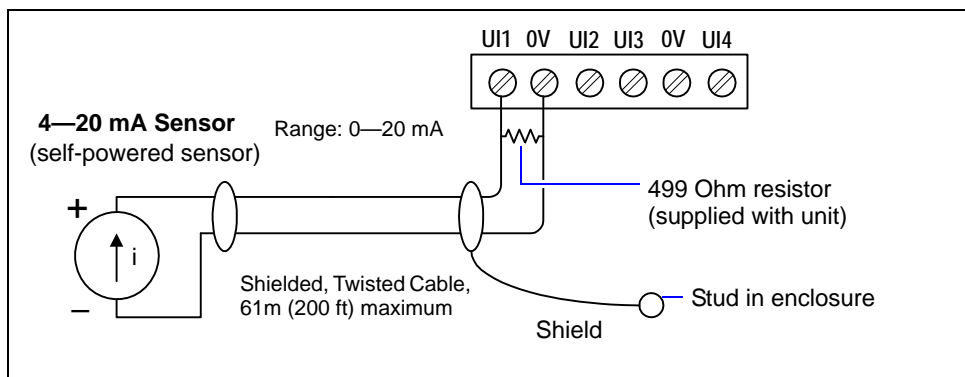 UI1 0V UI2 UI3 0V UI4
4—20 mA Sensor
(self-powered sensor)
Range: 0—20 mA
499 Ohm resistor
(supplied with unit)
+
i
–
Shielded, Twisted Cable,
61m (200 ft) maximum
Stud in enclosure
Shield